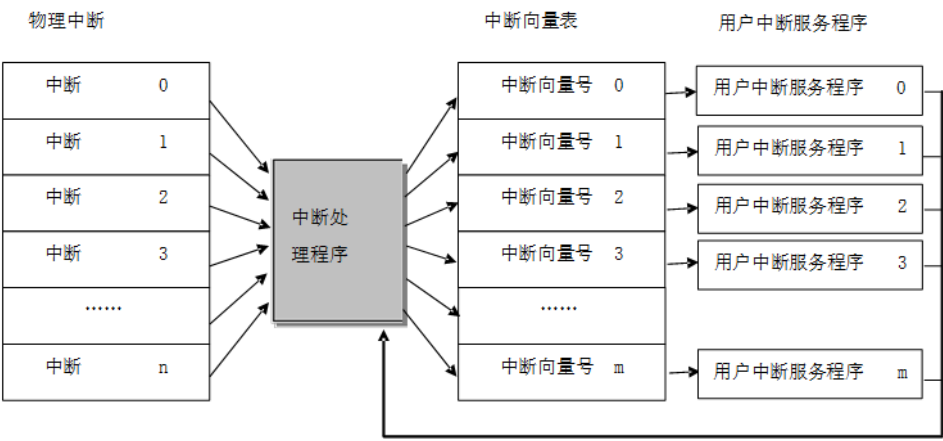 物理中断 中断向量表 用户中断服务程序
中断 0 中断向量号 0 用户中断服务程序 0
中断 1 中断向量号 1 用户中断服务程序 1
中断 2 中断向量号 2 用户中断服务程序 2
中断处
理程序
中断 3 中断向量号 3 用户中断服务程序 3
…… ……
中断 n 中断向量号 m 用户中断服务程序 m